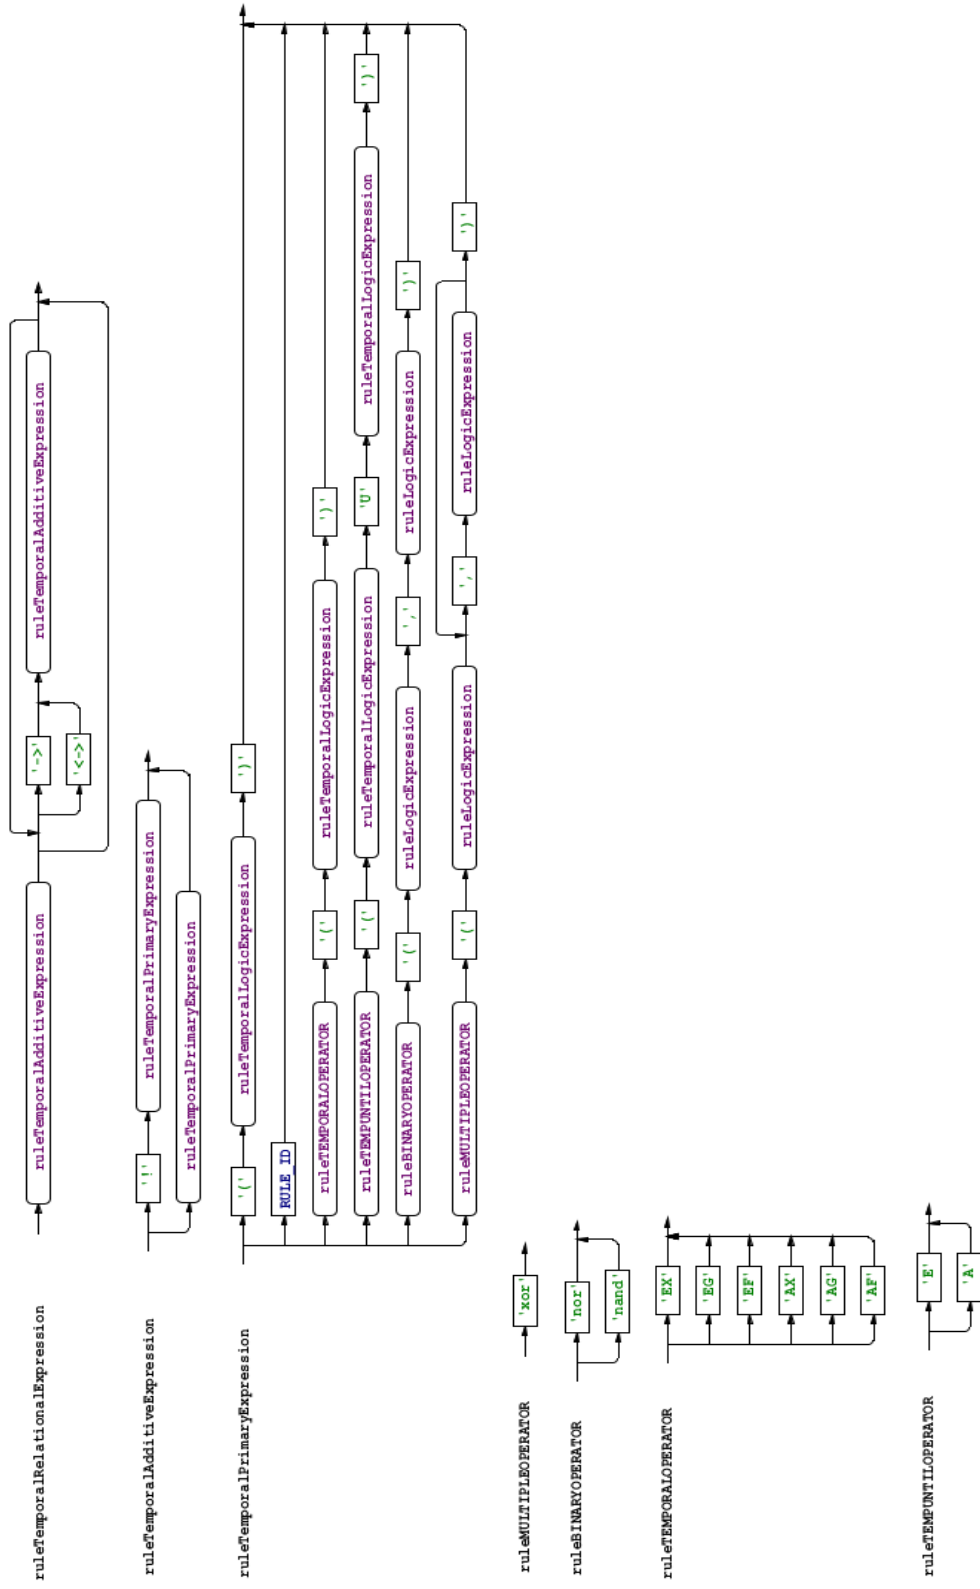 ruleTemporalRelationalExpression
ruleTemporalAdditiveExpression
'->'
'<->'
ruleTemporalAdditiveExpression
ruleTemporalAdditiveExpression
'!'
ruleTemporalPrimaryExpression
ruleTemporalPrimaryExpression
ruleTemporalPrimaryExpression
'('
ruleTemporalLogicExpression
')'
RULE_ID
ruleTEMPORALOPERATOR
'('
ruleTemporalLogicExpression
')'
ruleTEMPUNTILOPERATOR
'('
ruleTemporalLogicExpression
'U'
ruleTemporalLogicExpression
')'
ruleBINARYOPERATOR
'('
ruleLogicExpression
','
ruleLogicExpression
')'
ruleMULTIPLEOPERATOR
'('
ruleLogicExpression
','
ruleLogicExpression
')'
ruleMULTIPLEOPERATOR
'xor'
ruleBINARYOPERATOR
'nor'
'nand'
ruleTEMPORALOPERATOR
'EX'
'EG'
'EF'
'AX'
'AG'
'AF'
ruleTEMPUNTILOPERATOR
'E'
'A'